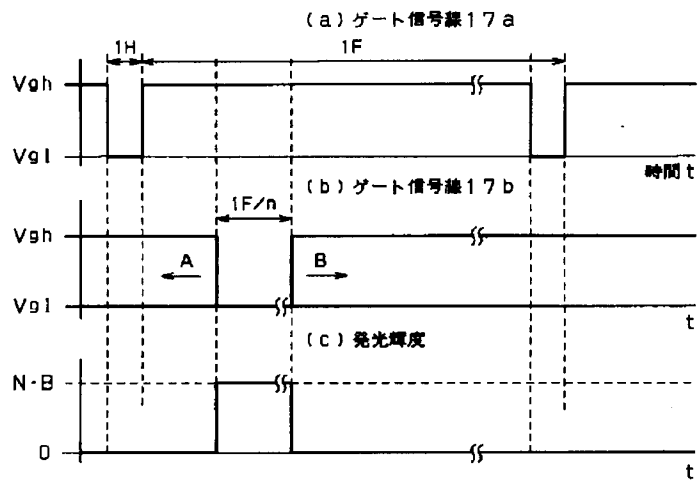 (a)ゲート信号線17a
1H
1F
Vgh
Vgl
時間t
(b)ゲート信号線17b
1F/n
Vgh
A
B
Vgl
t
(c)発光輝度
N·B
0
t